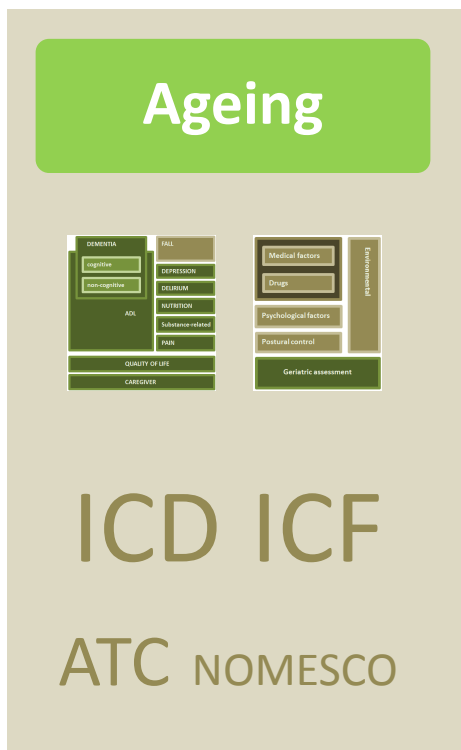 Ageing
DEMENTIA
cognitive
non-cognitive
ADL
FALL
DEPRESSION
DELIRIUM
NUTRITION
Substance-related
PAIN
QUALITY OF LIFE
CAREGIVER
Medical factors
Drugs
Psychological factors
Postural control
Environmental
Geriatric assessment
ICD ICF
ATC NOMESCO